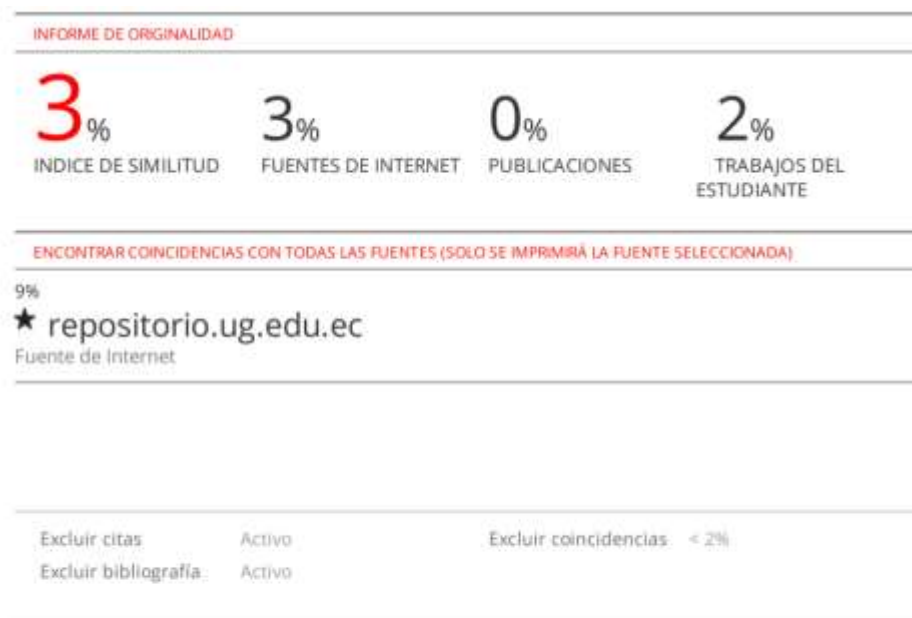 INFORME DE ORIGINALIDAD
3% 3% 0% 2%
INDICE DE SIMILITUD FUENTES DE INTERNET PUBLICACIONES TRABAJOS DEL
ESTUDIANTE
ENCONTRAR COINCIDENCIAS CON TODAS LAS FUENTES (SOLO SE IMPRIMIRÁ LA FUENTE SELECCIONADA)
9%
★ repositorio.ug.edu.ec
Fuente de Internet
Excluir citas Activo Excluir coincidencias < 2%
Excluir bibliografía Activo